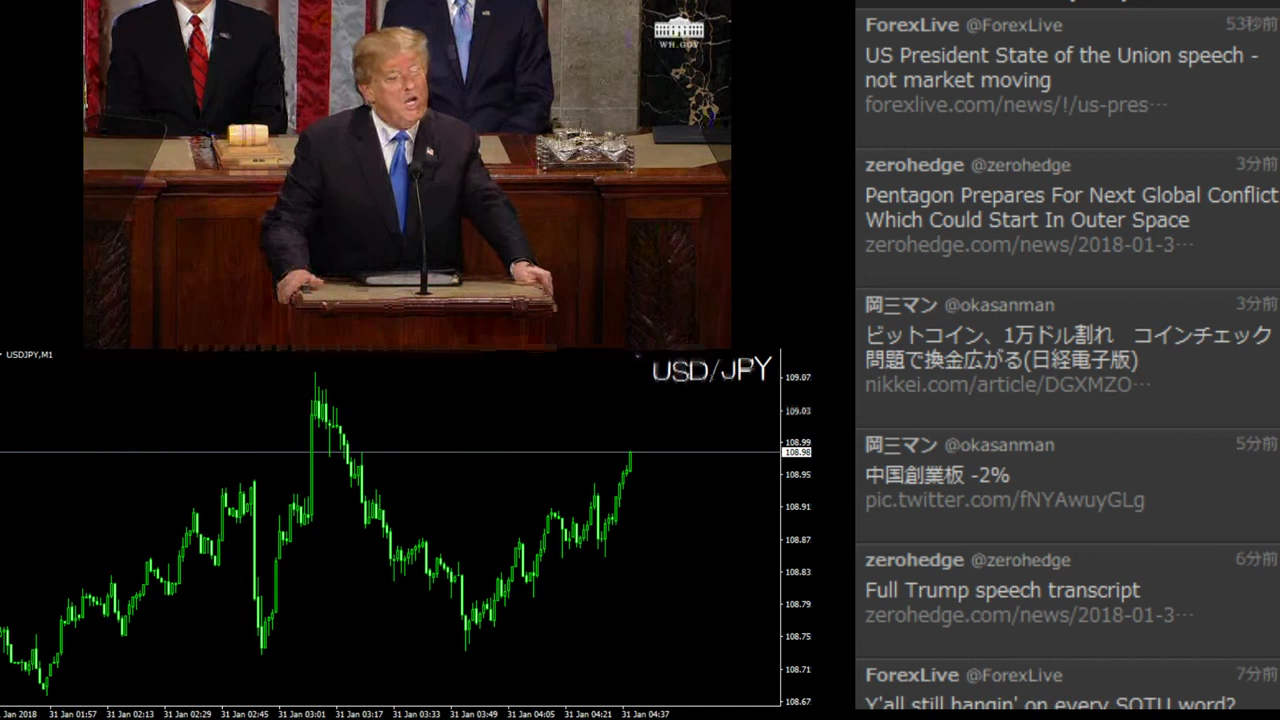 WH.GOV
USDJPY,M1
USD/JPY
109.07
109.03
108.99
108.98
108.95
108.91
108.87
108.83
108.79
108.75
108.71
108.67
Jan 2018
31 Jan 01:57
31 Jan 02:13
31 Jan 02:29
31 Jan 02:45
31 Jan 03:01
31 Jan 03:17
31 Jan 03:33
31 Jan 03:49
31 Jan 04:05
31 Jan 04:21
31 Jan 04:37
ForexLive @ForexLive 53秒前
US President State of the Union speech -
not market moving
forexlive.com/news/!/us-pres…
zerohedge @zerohedge 3分前
Pentagon Prepares For Next Global Conflict
Which Could Start In Outer Space
zerohedge.com/news/2018-01-3…
岡三マン @okasanman 3分前
ビットコイン、1万ドル割れ　コインチェック
問題で換金広がる(日経電子版)
nikkei.com/article/DGXMZO…
岡三マン @okasanman 5分前
中国創業板 -2%
pic.twitter.com/fNYAwuyGLg
zerohedge @zerohedge 6分前
Full Trump speech transcript
zerohedge.com/news/2018-01-3…
ForexLive @ForexLive 7分前
Y'all still hangin' on every SOTU word?